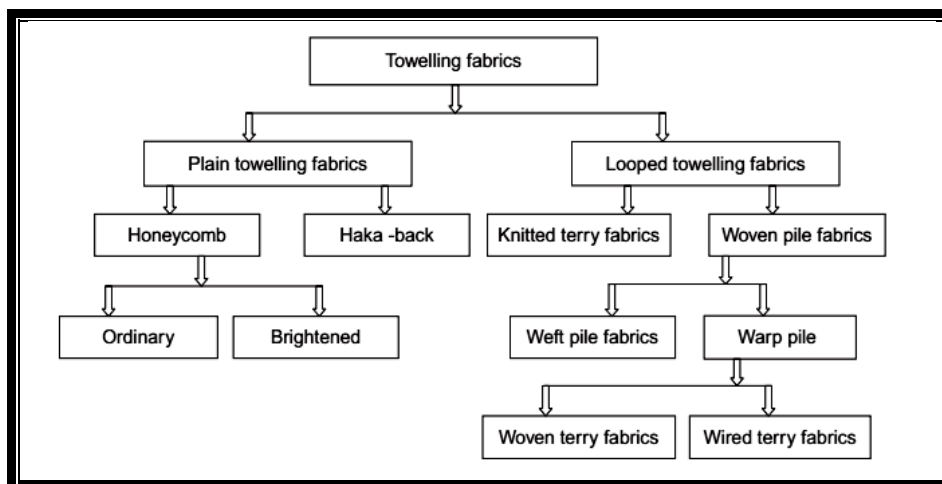 Towelling fabrics
Plain towelling fabrics
Looped towelling fabrics
Honeycomb
Haka -back
Knitted terry fabrics
Woven pile fabrics
Ordinary
Brightened
Weft pile fabrics
Warp pile
Woven terry fabrics
Wired terry fabrics